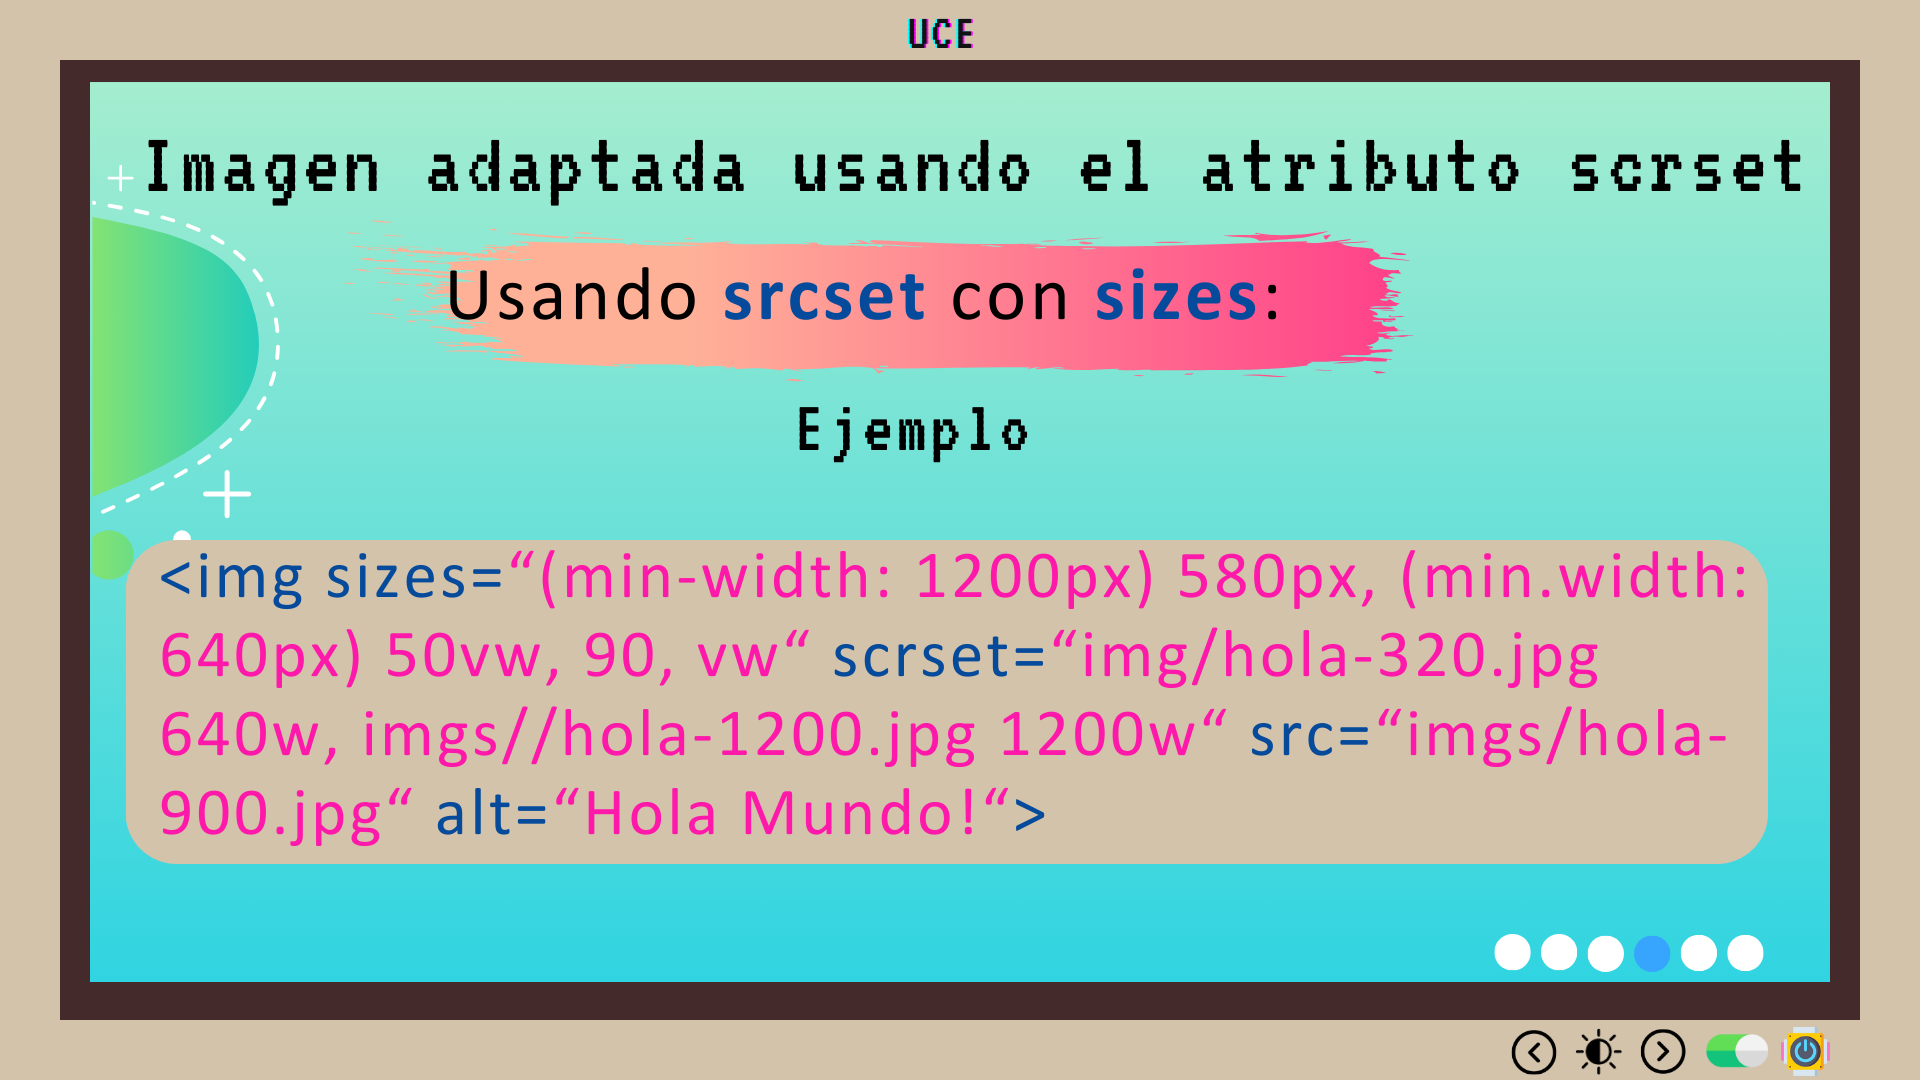 UCE
Imagen adaptada usando el atributo scrset
Usando srcset con sizes:
Ejemplo
<img sizes=“(min-width: 1200px) 580px, (min.width:
640px) 50vw, 90, vw“ scrset=“img/hola-320.jpg
640w, imgs//hola-1200.jpg 1200w“ src=“imgs/hola-
900.jpg“ alt=“Hola Mundo!“>